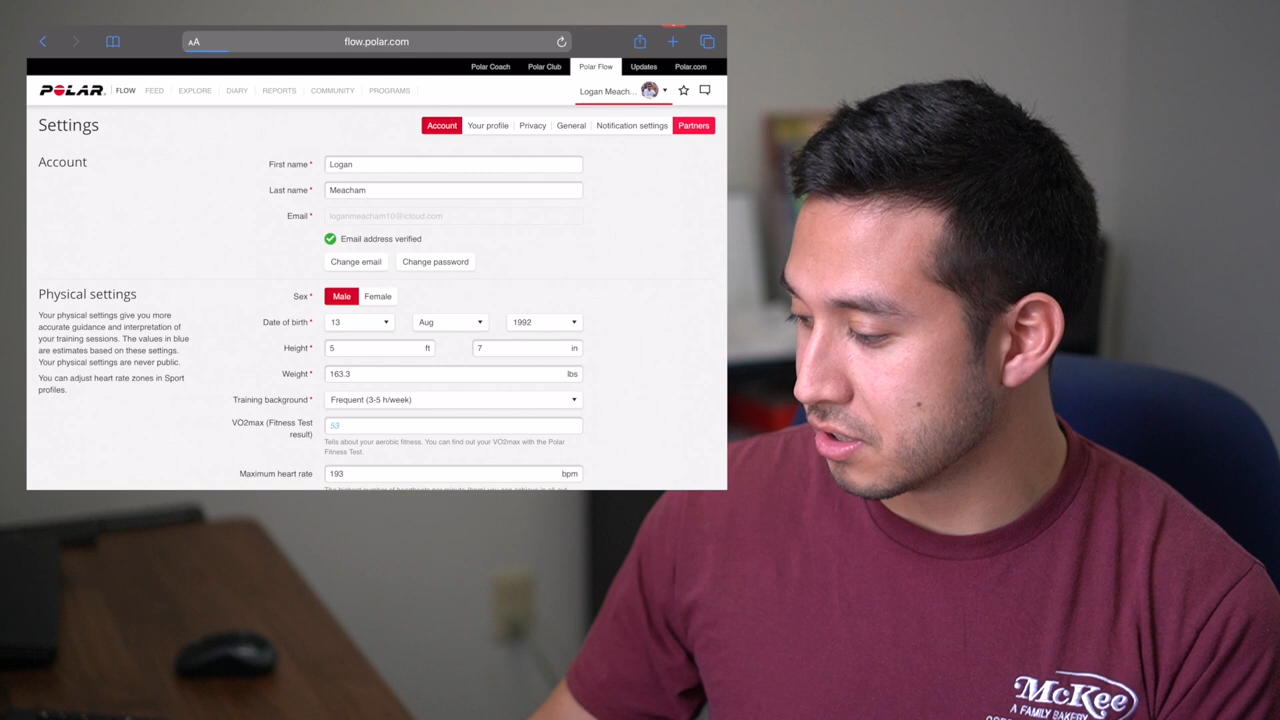 AA
flow.polar.com
Polar Coach Polar Club Polar Flow Updates Polar.com
POLAR. FLOW FEED EXPLORE DIARY REPORTS COMMUNITY PROGRAMS Logan Meach...
Settings Account Your profile Privacy General Notification settings Partners
Account
First name * Logan
Last name * Meacham
Email * loganmeacham10@icloud.com
Email address verified
Change email Change password
Physical settings
Your physical settings give you more
accurate guidance and interpretation of
your training sessions. The values in blue
are estimates based on these settings.
Your physical settings are never public.
You can adjust heart rate zones in Sport
profiles.
Sex * Male Female
Date of birth * 13 Aug 1992
Height * 5 ft 7 in
Weight * 163.3 lbs
Training background * Frequent (3-5 h/week)
VO2max (Fitness Test
result) 53
Tells about your aerobic fitness. You can find out your VO2max with the Polar
Fitness Test.
Maximum heart rate 193 bpm
McKee
A FAMILY BAKERY